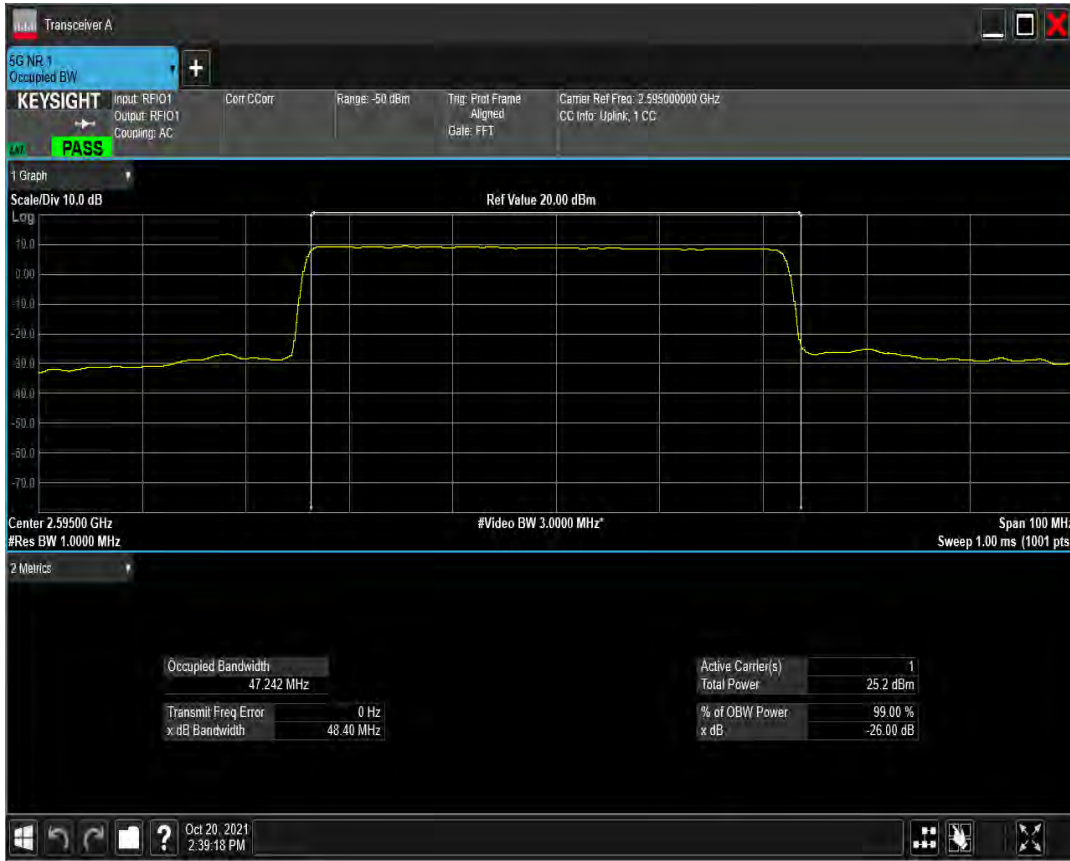 Transceiver A
5G NR 1
Occupied BW
+
KEYSIGHT
Input: RFIO1
Output: RFIO1
Coupling: AC
Corr CCorr
Range: -50 dBm
Trig: Prot Frame
Aligned
Gate: FFT
Carrier Ref Freq: 2.595000000 GHz
CC Info: Uplink, 1 CC
PASS
1 Graph
Scale/Div 10.0 dB
Ref Value 20.00 dBm
Log
10.0
0.00
-10.0
-20.0
-30.0
-40.0
-50.0
-60.0
-70.0
Center 2.59500 GHz
#Video BW 3.0000 MHz*
Span 100 MHz
#Res BW 1.0000 MHz
Sweep 1.00 ms (1001 pts
2 Metrics
Occupied Bandwidth
47.242 MHz
Transmit Freq Error 0 Hz
x dB Bandwidth 48.40 MHz
Active Carrier(s) 1
Total Power 25.2 dBm
% of OBW Power 99.00 %
x dB -26.00 dB
?
Oct 20, 2021
2:39:18 PM